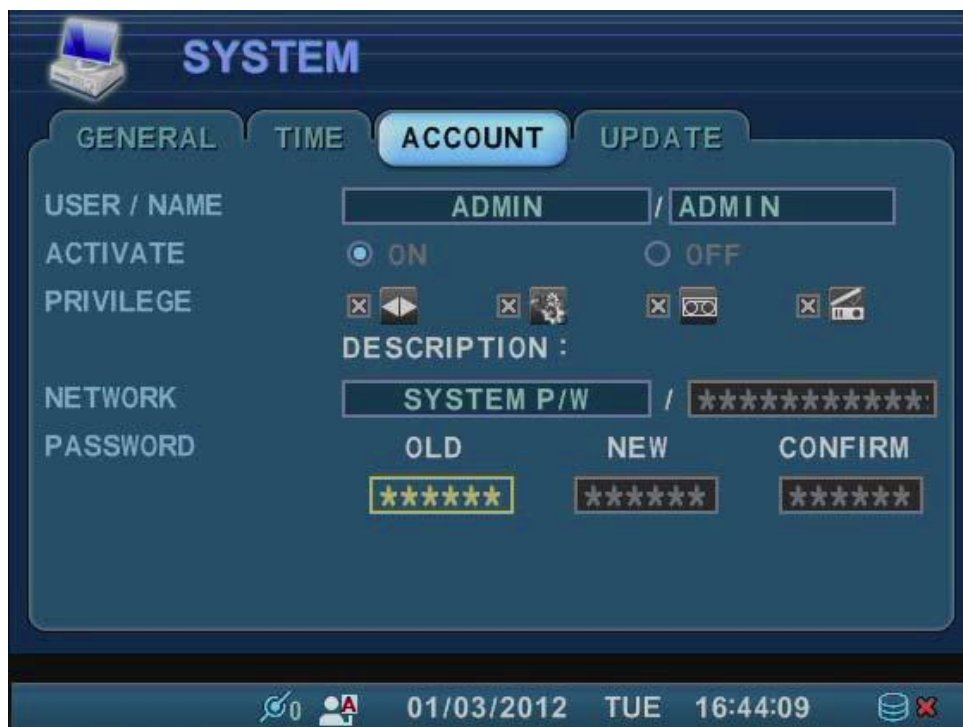 SYSTEM
GENERAL TIME ACCOUNT UPDATE
USER / NAME ADMIN / ADMIN
ACTIVATE ON OFF
PRIVILEGE
DESCRIPTION :
NETWORK SYSTEM P/W / ***********
PASSWORD OLD NEW CONFIRM
****** ****** ******
0 A 01/03/2012 TUE 16:44:09